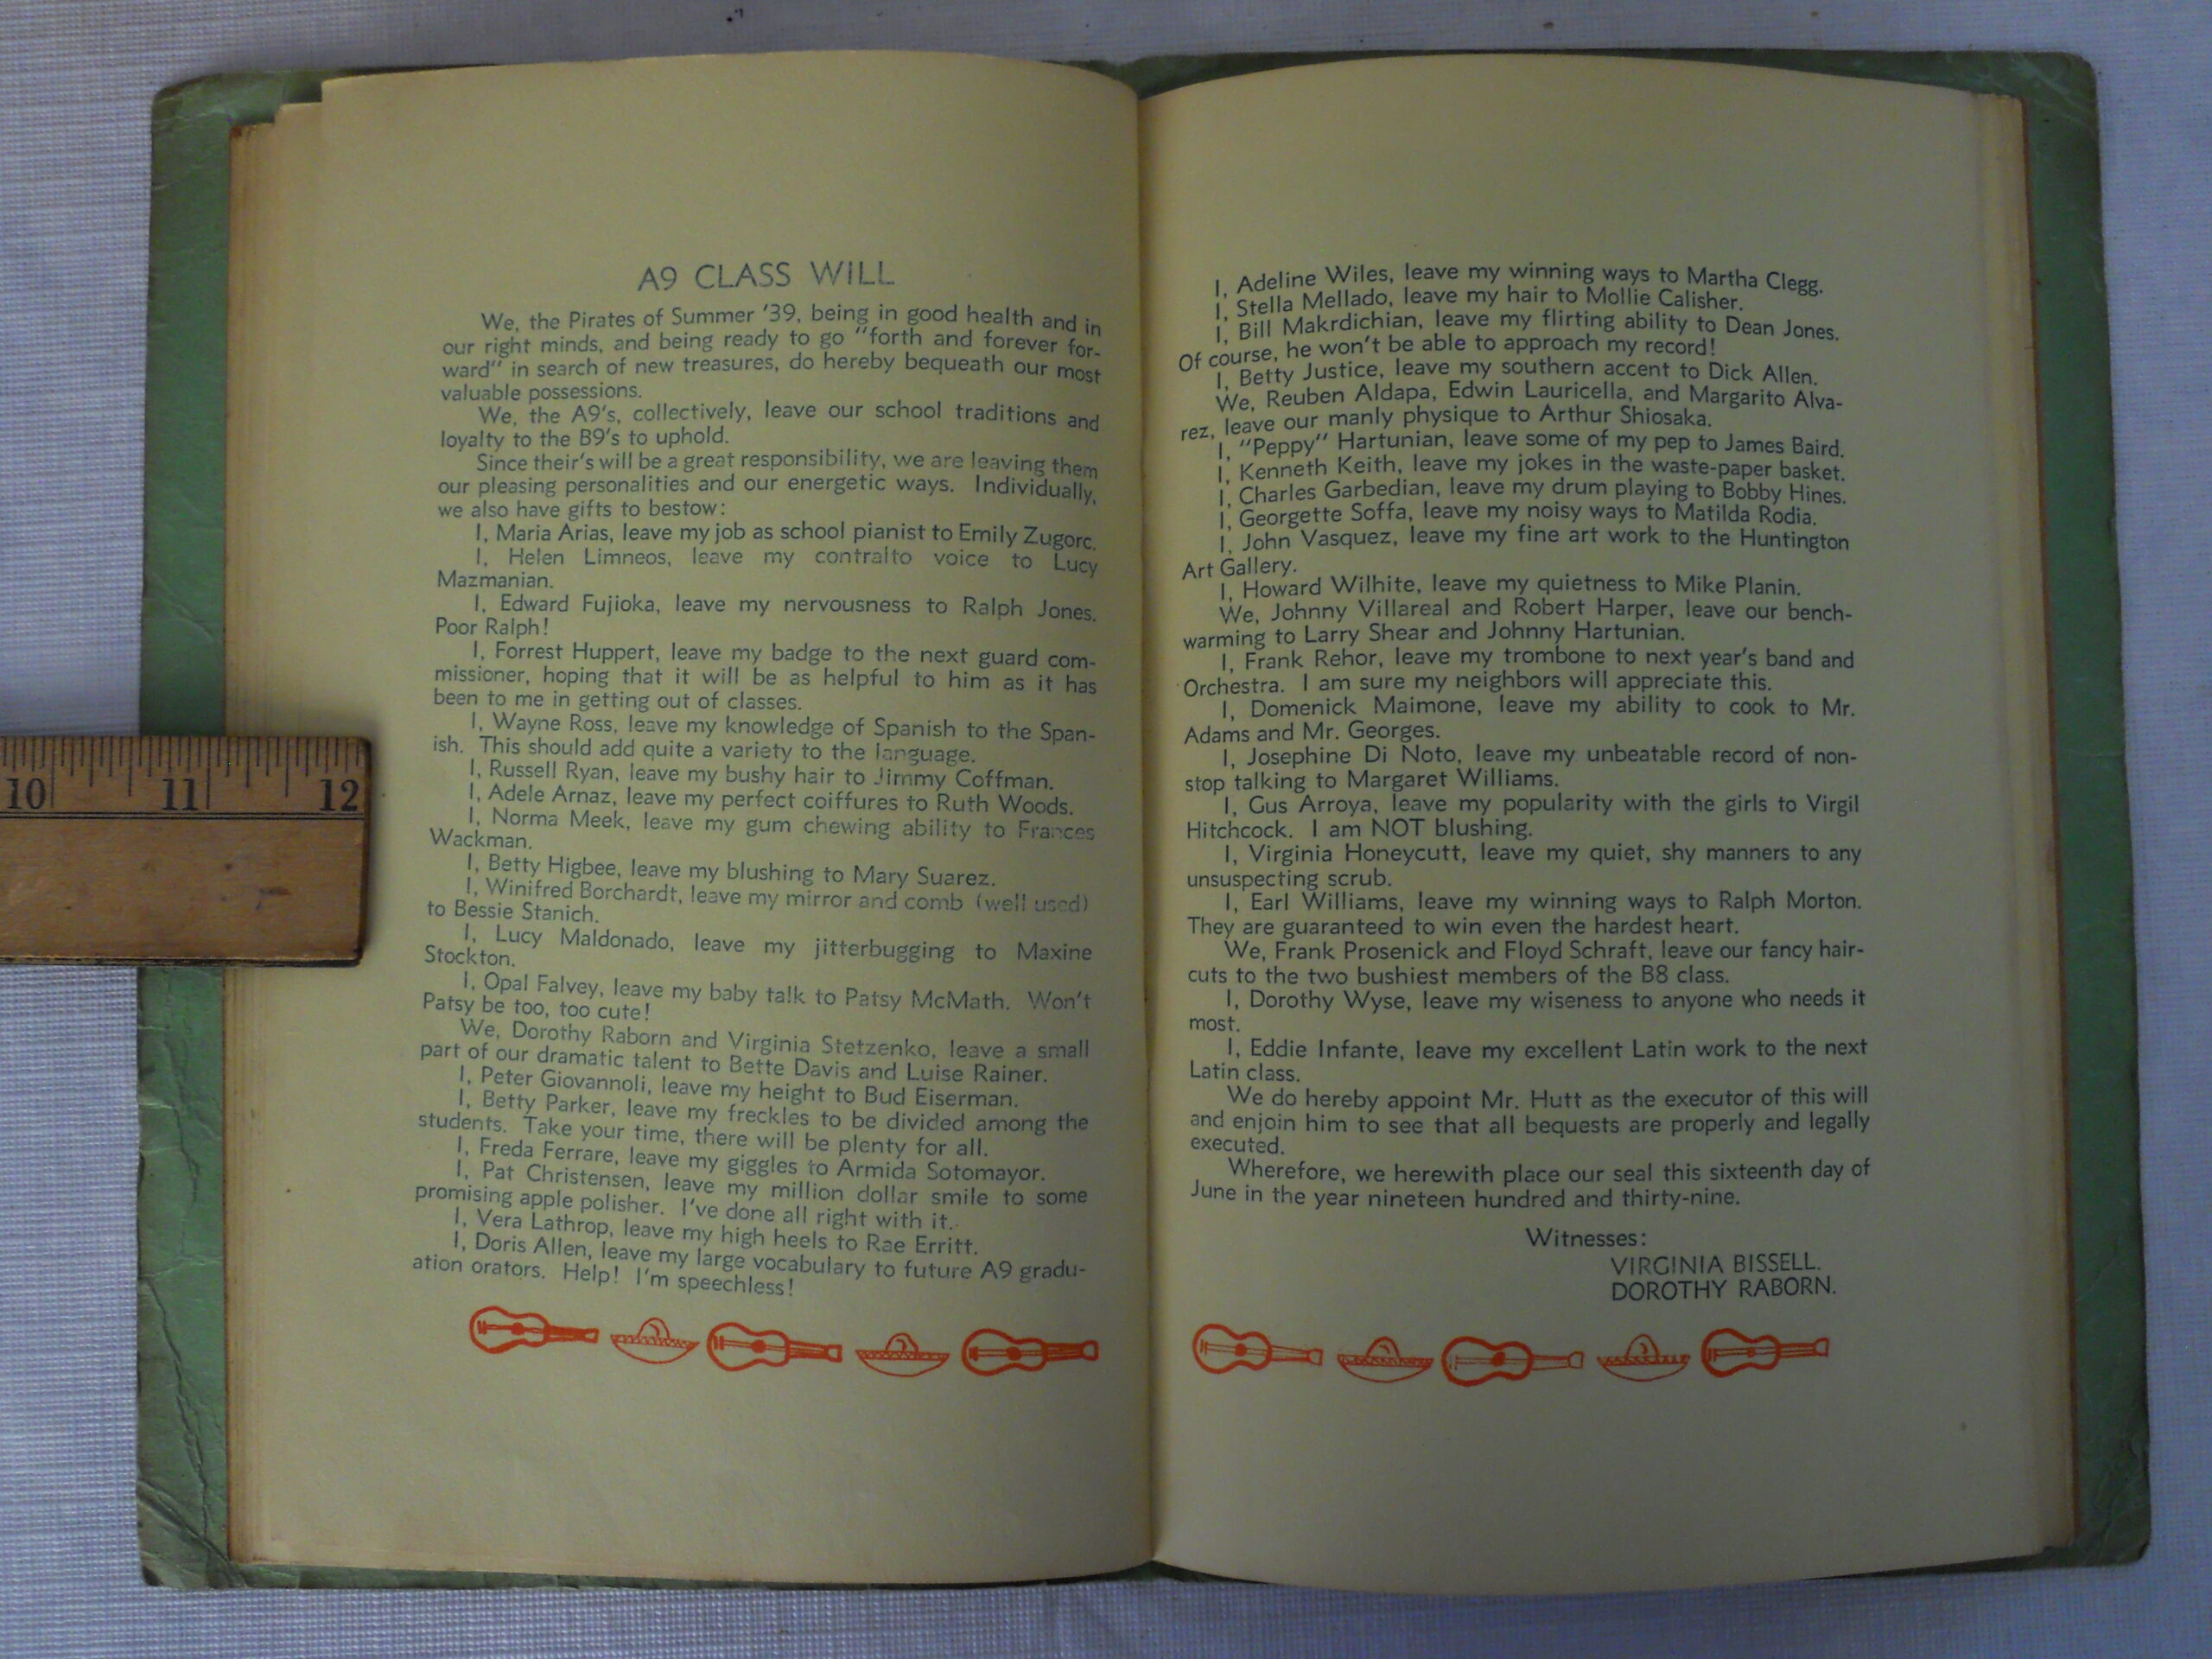 A9 CLASS WILL
We, the Pirates of Summer '39, being in good health and in
our right minds, and being ready to go "forth and forever for-
ward" in search of new treasures, do hereby bequeath our most
valuable possessions.
We, the A9's, collectively, leave our school traditions and
loyalty to the B9's to uphold.
Since their's will be a great responsibility, we are leaving them
our pleasing personalities and our energetic ways. Individually,
we also have gifts to bestow:
I, Maria Arias, leave my job as school pianist to Emily Zugorc.
I, Helen Limneos, leave my contralto voice to Lucy
Mazmanian.
I, Edward Fujioka, leave my nervousness to Ralph Jones.
Poor Ralph!
I, Forrest Huppert, leave my badge to the next guard com-
missioner, hoping that it will be as helpful to him as it has
been to me in getting out of classes.
I, Wayne Ross, leave my knowledge of Spanish to the Span-
ish. This should add quite a variety to the language.
I, Russell Ryan, leave my bushy hair to Jimmy Coffman.
I, Adele Arnaz, leave my perfect coiffures to Ruth Woods.
I, Norma Meek, leave my gum chewing ability to Frances
Wackman.
I, Betty Higbee, leave my blushing to Mary Suarez.
I, Winifred Borchardt, leave my mirror and comb (well used)
to Bessie Stanich.
I, Lucy Maldonado, leave my jitterbugging to Maxine
Stockton.
I, Opal Falvey, leave my baby talk to Patsy McMath. Won't
Patsy be too, too cute!
We, Dorothy Raborn and Virginia Stetzenko, leave a small
part of our dramatic talent to Bette Davis and Luise Rainer.
I, Peter Giovannoli, leave my height to Bud Eiserman.
I, Betty Parker, leave my freckles to be divided among the
students. Take your time, there will be plenty for all.
I, Freda Ferrare, leave my giggles to Armida Sotomayor.
I, Pat Christensen, leave my million dollar smile to some
promising apple polisher. I've done all right with it.
I, Vera Lathrop, leave my high heels to Rae Erritt.
I, Doris Allen, leave my large vocabulary to future A9 gradu-
ation orators. Help! I'm speechless!
I, Adeline Wiles, leave my winning ways to Martha Clegg.
I, Stella Mellado, leave my hair to Mollie Calisher.
I, Bill Makrdichian, leave my flirting ability to Dean Jones.
Of course, he won't be able to approach my record!
I, Betty Justice, leave my southern accent to Dick Allen.
We, Reuben Aldapa, Edwin Lauricella, and Margarito Alva-
rez, leave our manly physique to Arthur Shiosaka.
I, "Peppy" Hartunian, leave some of my pep to James Baird.
I, Kenneth Keith, leave my jokes in the waste-paper basket.
I, Charles Garbedian, leave my drum playing to Bobby Hines.
I, Georgette Soffa, leave my noisy ways to Matilda Rodia.
I, John Vasquez, leave my fine art work to the Huntington
Art Gallery.
I, Howard Wilhite, leave my quietness to Mike Planin.
We, Johnny Villareal and Robert Harper, leave our bench-
warming to Larry Shear and Johnny Hartunian.
I, Frank Rehor, leave my trombone to next year's band and
Orchestra. I am sure my neighbors will appreciate this.
I, Domenick Maimone, leave my ability to cook to Mr.
Adams and Mr. Georges.
I, Josephine Di Noto, leave my unbeatable record of non-
stop talking to Margaret Williams.
I, Gus Arroya, leave my popularity with the girls to Virgil
Hitchcock. I am NOT blushing.
I, Virginia Honeycutt, leave my quiet, shy manners to any
unsuspecting scrub.
I, Earl Williams, leave my winning ways to Ralph Morton.
They are guaranteed to win even the hardest heart.
We, Frank Prosenick and Floyd Schraft, leave our fancy hair-
cuts to the two bushiest members of the B8 class.
I, Dorothy Wyse, leave my wiseness to anyone who needs it
most.
I, Eddie Infante, leave my excellent Latin work to the next
Latin class.
We do hereby appoint Mr. Hutt as the executor of this will
and enjoin him to see that all bequests are properly and legally
executed.
Wherefore, we herewith place our seal this sixteenth day of
June in the year nineteen hundred and thirty-nine.
Witnesses:
VIRGINIA BISSELL.
DOROTHY RABORN.
10 11 12